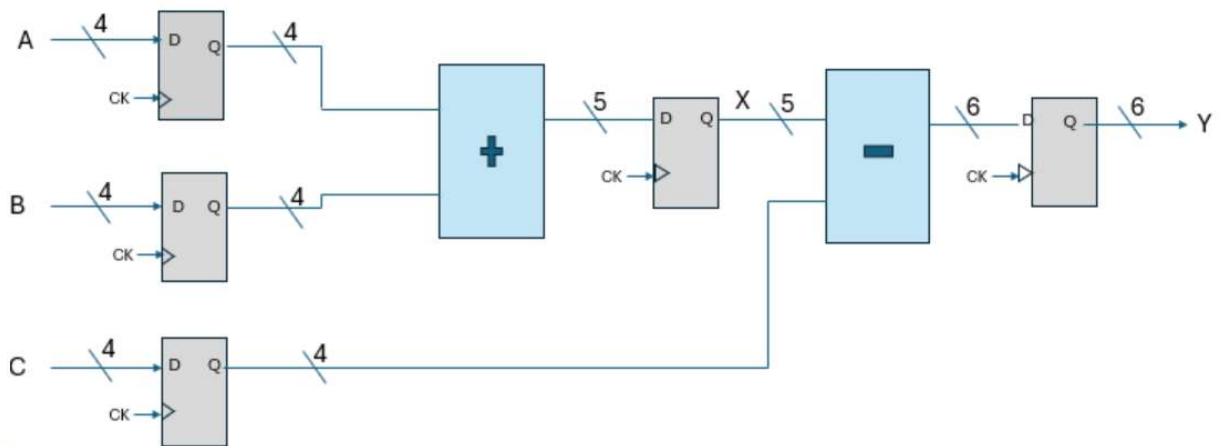 A 4 D Q 4
CK
+ 5 D Q X 5 - 6 D Q 6 Y
CK CK
B 4 D Q 4
CK
C 4 D Q 4
CK